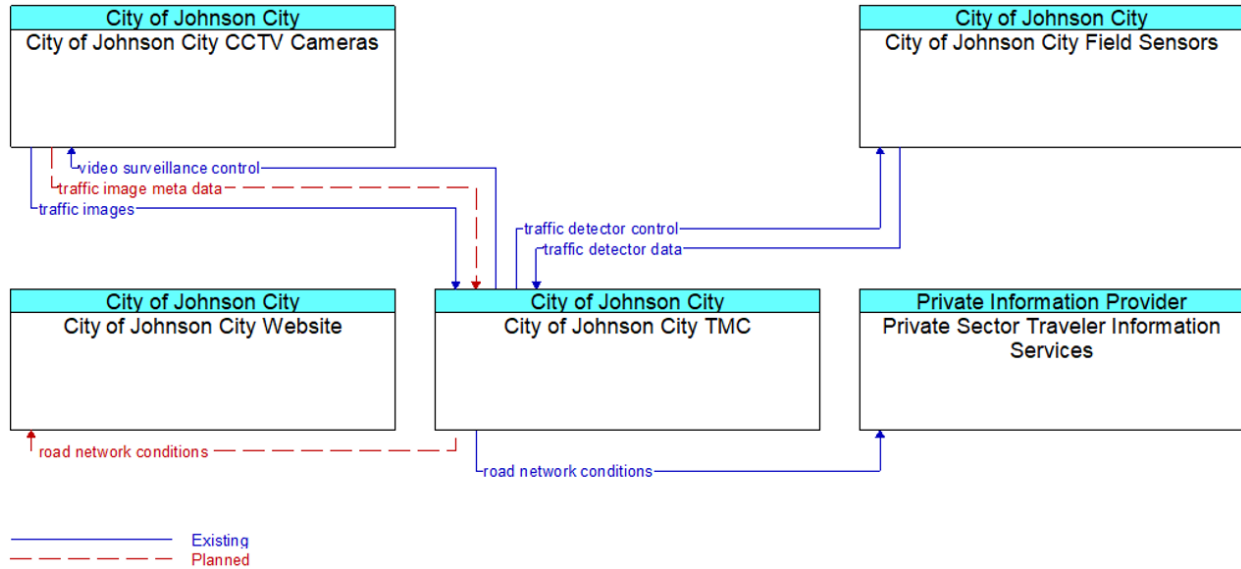 City of Johnson City
City of Johnson City CCTV Cameras
City of Johnson City
City of Johnson City Field Sensors
video surveillance control
traffic image meta data
traffic images
traffic detector control
traffic detector data
City of Johnson City
City of Johnson City Website
City of Johnson City
City of Johnson City TMC
Private Information Provider
Private Sector Traveler Information
Services
road network conditions
road network conditions
Existing
Planned